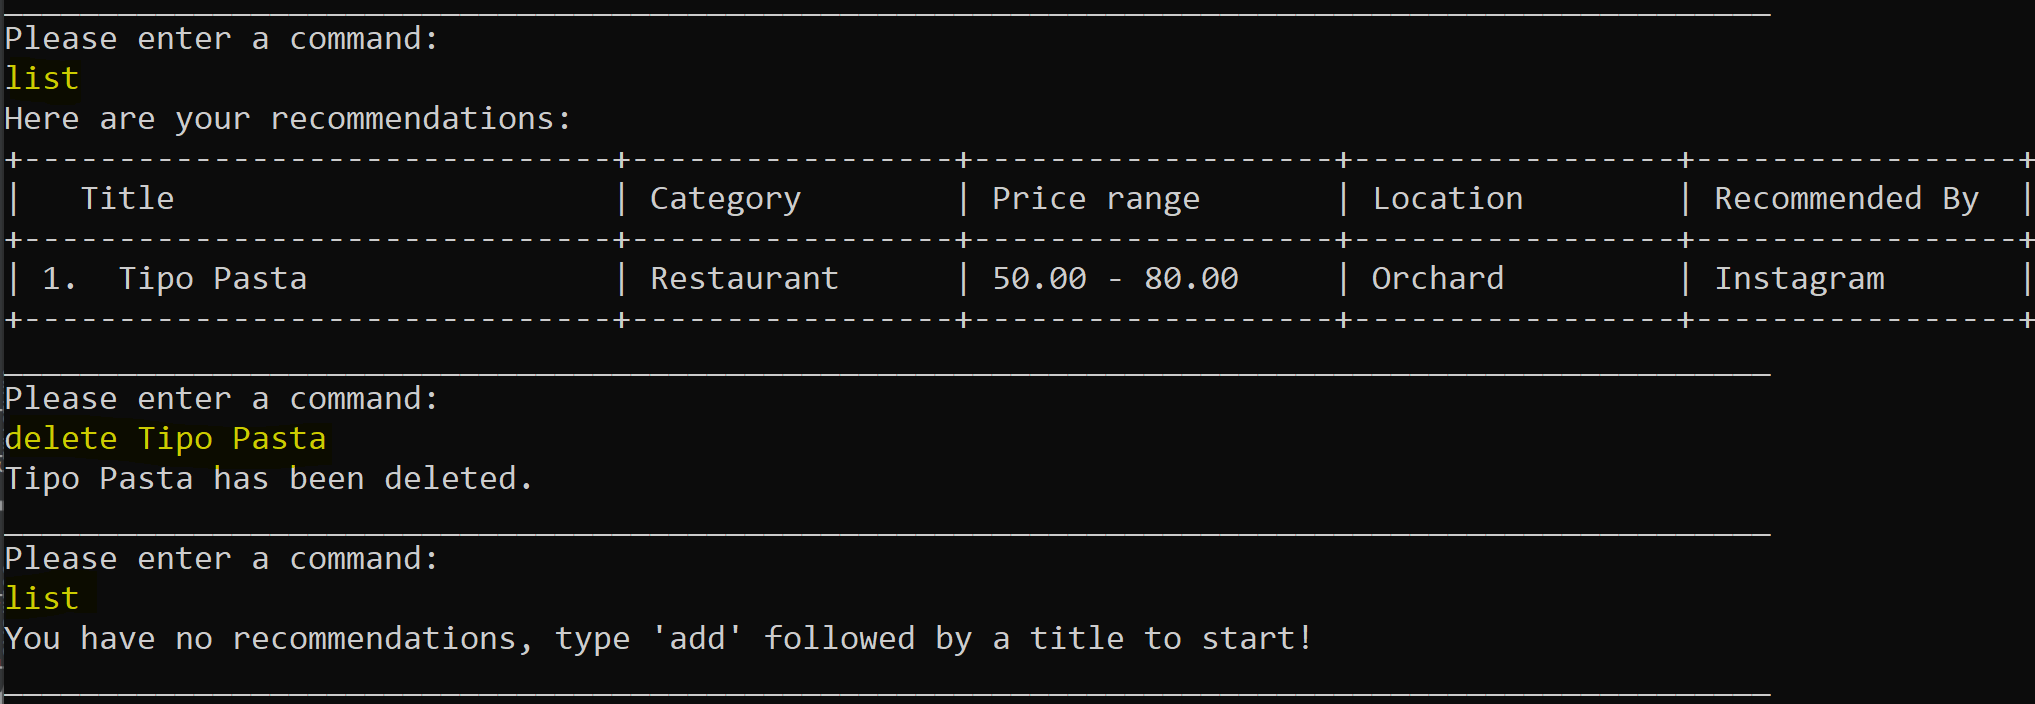 Please enter a command:
list
Here are your recommendations:
+-------------------------------+-----------------+-------------------+-----------------+-----------------+
|   Title                       | Category        | Price range       | Location        | Recommended By  |
+-------------------------------+-----------------+-------------------+-----------------+-----------------+
| 1.  Tipo Pasta                | Restaurant      | 50.00 - 80.00     | Orchard         | Instagram       |
+-------------------------------+-----------------+-------------------+-----------------+-----------------+
Please enter a command:
delete Tipo Pasta
Tipo Pasta has been deleted.
Please enter a command:
list
You have no recommendations, type 'add' followed by a title to start!